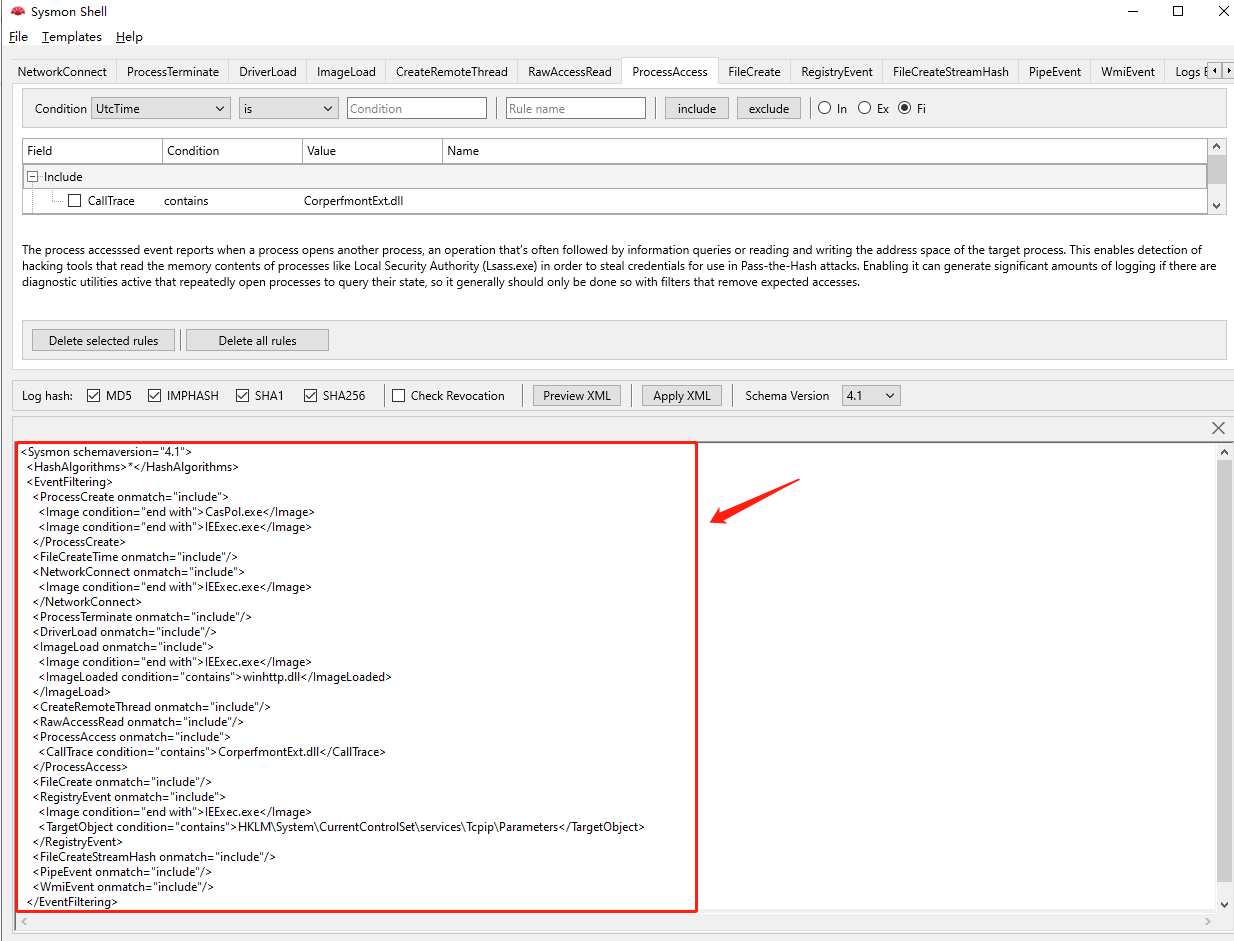 Sysmon Shell
File Templates Help
NetworkConnect ProcessTerminate DriverLoad ImageLoad CreateRemoteThread RawAccessRead ProcessAccess FileCreate RegistryEvent FileCreateStreamHash PipeEvent WmiEvent Logs
Condition UtcTime is Condition Rule name include exclude In Ex Fi
Field Condition Value Name
Include
CallTrace contains CorperfmontExt.dll
The process accesssed event reports when a process opens another process, an operation that's often followed by information queries or reading and writing the address space of the target process. This enables detection of
hacking tools that read the memory contents of processes like Local Security Authority (Lsass.exe) in order to steal credentials for use in Pass-the-Hash attacks. Enabling it can generate significant amounts of logging if there are
diagnostic utilities active that repeatedly open processes to query their state, so it generally should only be done so with filters that remove expected accesses.
Delete selected rules Delete all rules
Log hash: MD5 IMPHASH SHA1 SHA256 Check Revocation Preview XML Apply XML Schema Version 4.1
<Sysmon schemaversion="4.1">
<HashAlgorithms>*</HashAlgorithms>
<EventFiltering>
<ProcessCreate onmatch="include">
<Image condition="end with">CasPol.exe</Image>
<Image condition="end with">IEExec.exe</Image>
</ProcessCreate>
<FileCreateTime onmatch="include"/>
<NetworkConnect onmatch="include">
<Image condition="end with">IEExec.exe</Image>
</NetworkConnect>
<ProcessTerminate onmatch="include"/>
<DriverLoad onmatch="include"/>
<ImageLoad onmatch="include">
<Image condition="end with">IEExec.exe</Image>
<ImageLoaded condition="contains">winhttp.dll</ImageLoaded>
</ImageLoad>
<CreateRemoteThread onmatch="include"/>
<RawAccessRead onmatch="include"/>
<ProcessAccess onmatch="include">
<CallTrace condition="contains">CorperfmontExt.dll</CallTrace>
</ProcessAccess>
<FileCreate onmatch="include"/>
<RegistryEvent onmatch="include">
<Image condition="end with">IEExec.exe</Image>
<TargetObject condition="contains">HKLM\System\CurrentControlSet\services\Tcpip\Parameters</TargetObject>
</RegistryEvent>
<FileCreateStreamHash onmatch="include"/>
<PipeEvent onmatch="include"/>
<WmiEvent onmatch="include"/>
</EventFiltering>